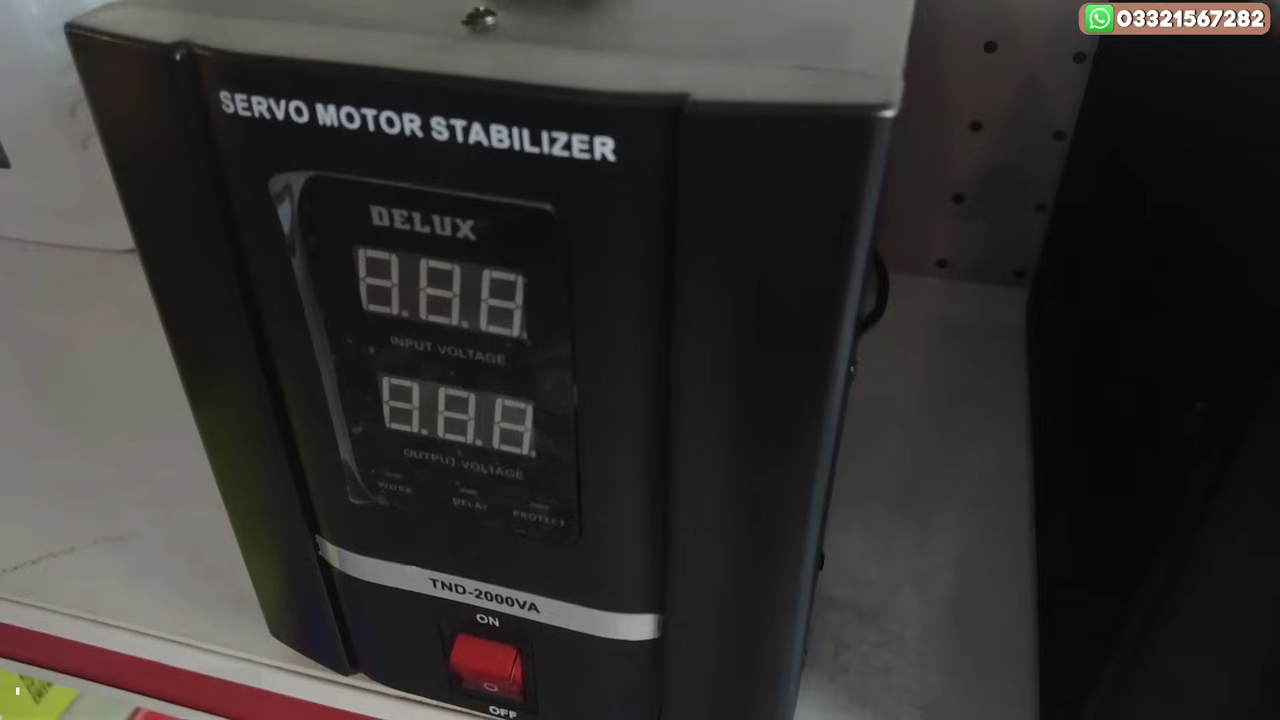 03321567282
SERVO MOTOR STABILIZER
DELUX
8.8.8.
INPUT VOLTAGE
8.8.8.
OUTPUT VOLTAGE
WORK DELAY PROTECT
TND-2000VA
ON
OFF